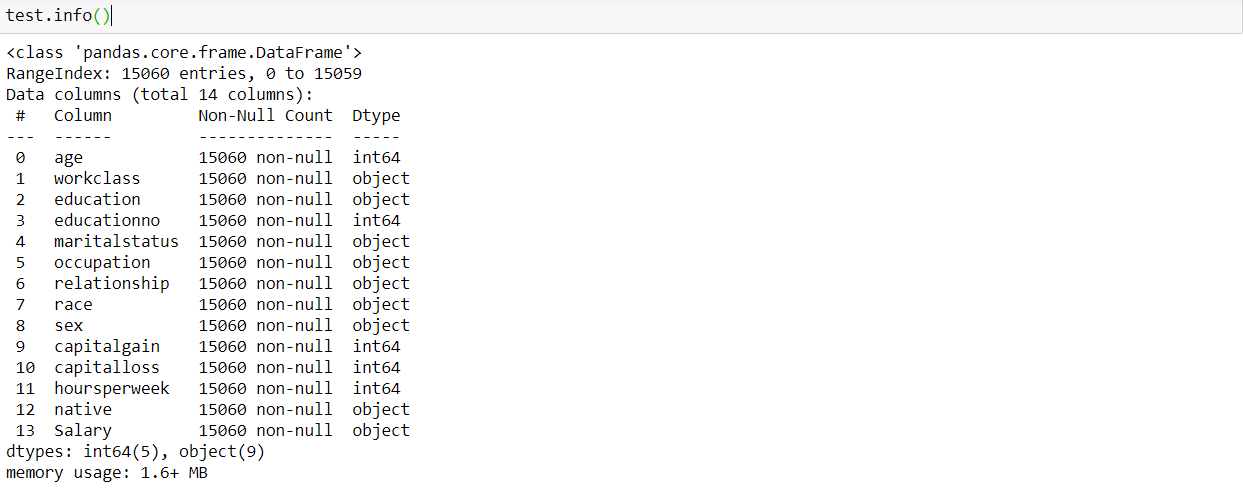 test.info()
<class 'pandas.core.frame.DataFrame'>
RangeIndex: 15060 entries, 0 to 15059
Data columns (total 14 columns):
 #   Column         Non-Null Count  Dtype
---  ------         --------------  -----
 0   age            15060 non-null  int64
 1   workclass      15060 non-null  object
 2   education      15060 non-null  object
 3   educationno    15060 non-null  int64
 4   maritalstatus  15060 non-null  object
 5   occupation     15060 non-null  object
 6   relationship   15060 non-null  object
 7   race           15060 non-null  object
 8   sex            15060 non-null  object
 9   capitalgain    15060 non-null  int64
 10  capitalloss    15060 non-null  int64
 11  hoursperweek   15060 non-null  int64
 12  native         15060 non-null  object
 13  Salary         15060 non-null  object
dtypes: int64(5), object(9)
memory usage: 1.6+ MB